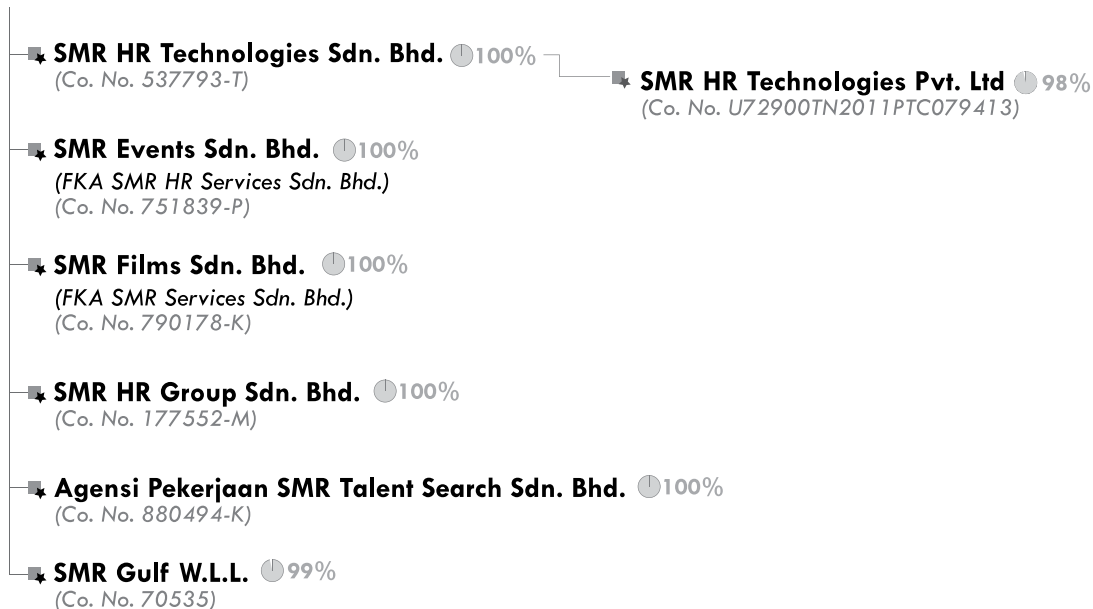 SMR HR Technologies Sdn. Bhd. 100%
(Co. No. 537793-T)
SMR HR Technologies Pvt. Ltd 98%
(Co. No. U72900TN2011PTC079413)
SMR Events Sdn. Bhd. 100%
(FKA SMR HR Services Sdn. Bhd.)
(Co. No. 751839-P)
SMR Films Sdn. Bhd. 100%
(FKA SMR Services Sdn. Bhd.)
(Co. No. 790178-K)
SMR HR Group Sdn. Bhd. 100%
(Co. No. 177552-M)
Agensi Pekerjaan SMR Talent Search Sdn. Bhd. 100%
(Co. No. 880494-K)
SMR Gulf W.L.L. 99%
(Co. No. 70535)